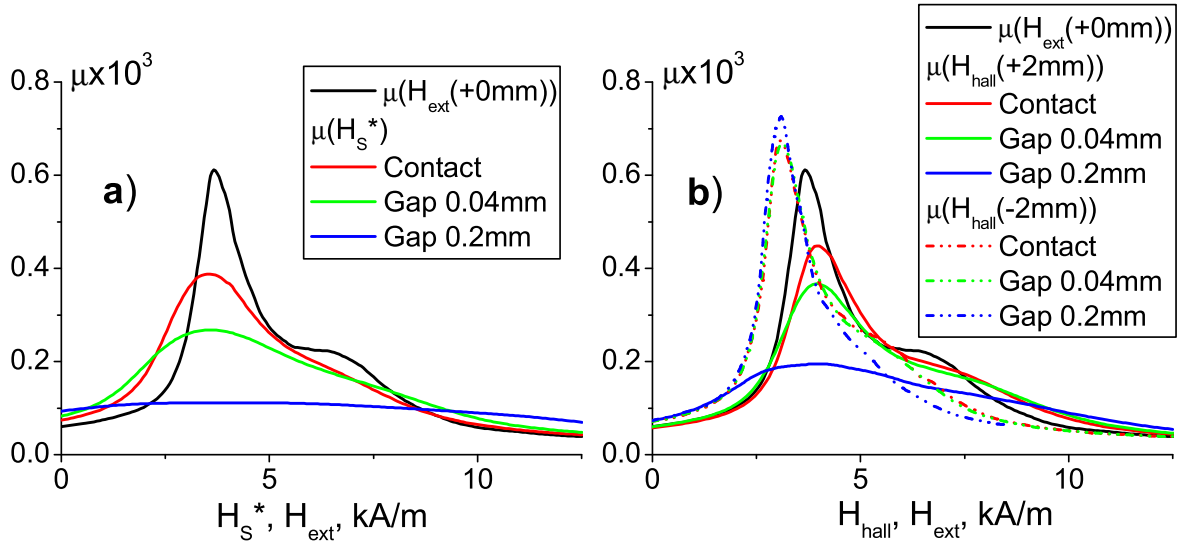 a)
μx10³
0.8
0.6
0.4
0.2
0.0
0
5
10
H_S*, H_ext, kA/m
μ(H_ext(+0mm))
μ(H_S*)
Contact
Gap 0.04mm
Gap 0.2mm
b)
μx10³
0.8
0.6
0.4
0.2
0.0
0
5
10
H_hall, H_ext, kA/m
μ(H_ext(+0mm))
μ(H_hall(+2mm))
Contact
Gap 0.04mm
Gap 0.2mm
μ(H_hall(-2mm))
Contact
Gap 0.04mm
Gap 0.2mm